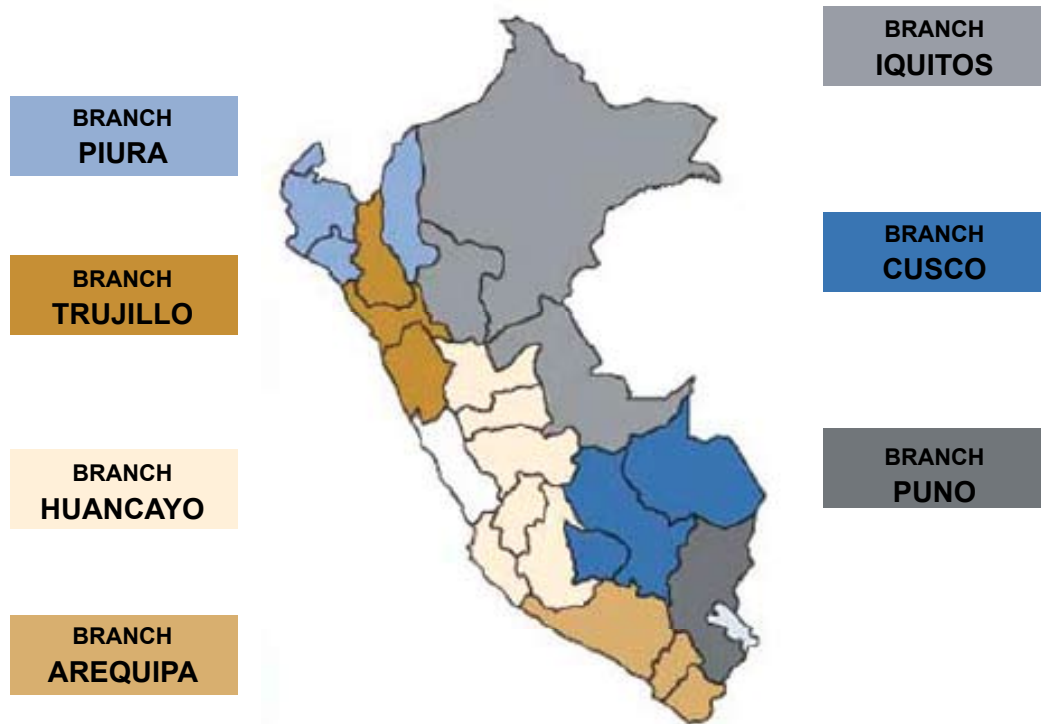 BRANCH
IQUITOS
BRANCH
PIURA
BRANCH
CUSCO
BRANCH
TRUJILLO
BRANCH
PUNO
BRANCH
HUANCAYO
BRANCH
AREQUIPA